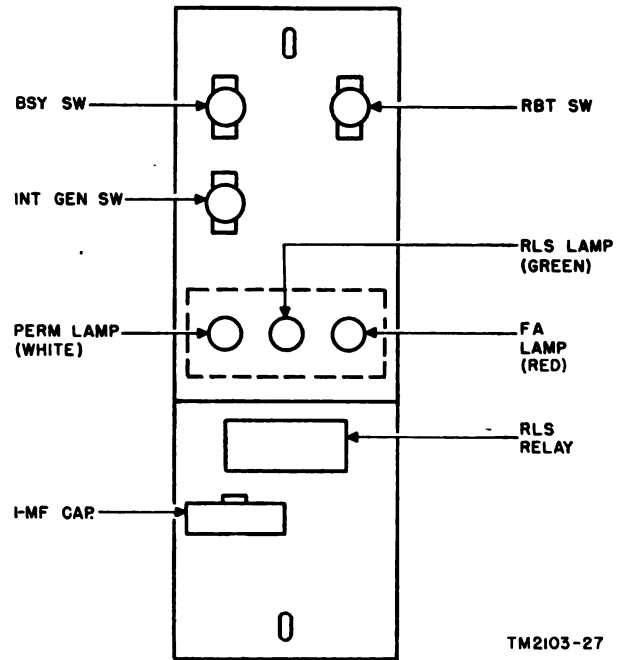 BSY SW
RBT SW
INT GEN SW
RLS LAMP
(GREEN)
PERM LAMP
(WHITE)
FA
LAMP
(RED)
RLS
RELAY
1-MF CAP.
TM2103-27